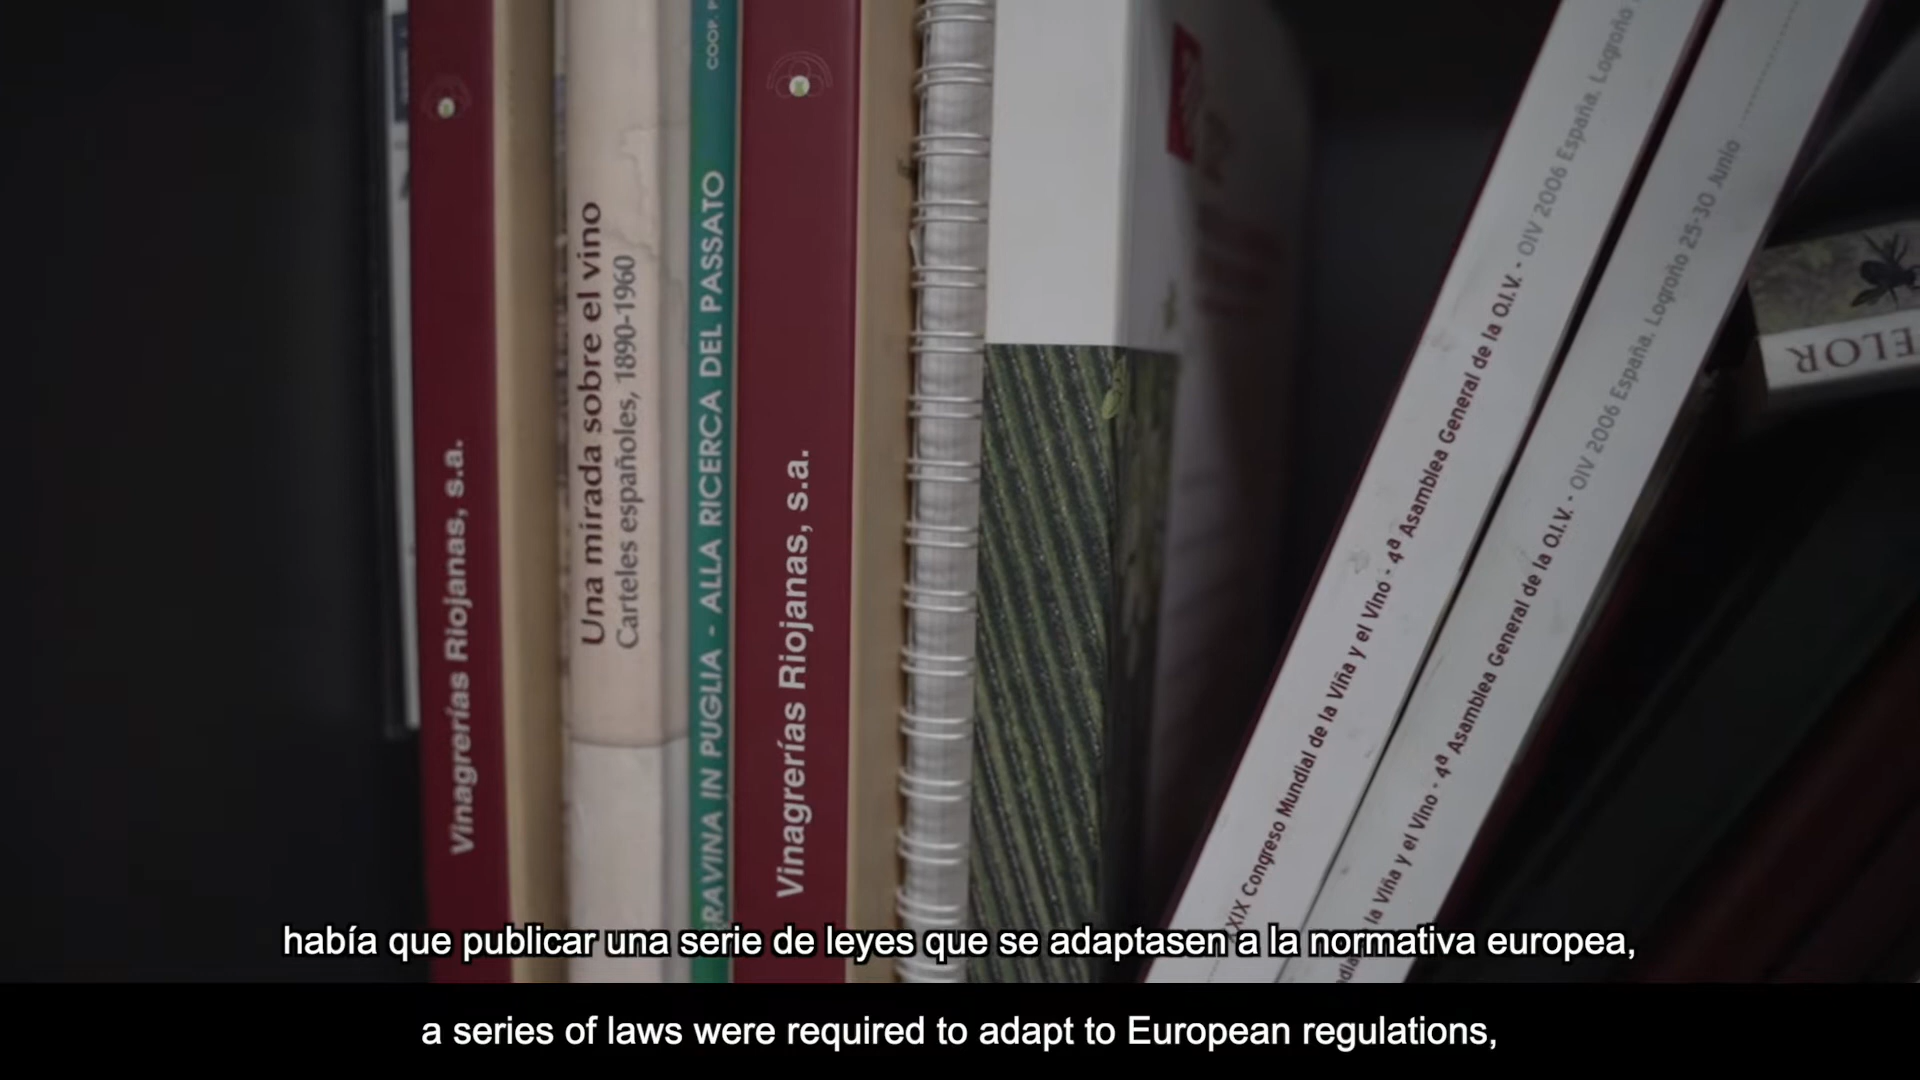 Vinagrerías Riojanas, s.a.
Una mirada sobre el vino
Carteles españoles, 1890-1960
RAVINA IN PUGLIA - ALLA RICERCA DEL PASSATO
COOP.
Vinagrerías Riojanas, s.a.
XIX Congreso Mundial de la Viña y el Vino - 4ª Asamblea General de la O.I.V. - OIV 2006 España. Logroño
la Viña y el Vino - 4ª Asamblea General de la O.I.V. - OIV 2006 España. Logroño 25-30 Junio
ELOR
había que publicar una serie de leyes que se adaptasen a la normativa europea,
a series of laws were required to adapt to European regulations,